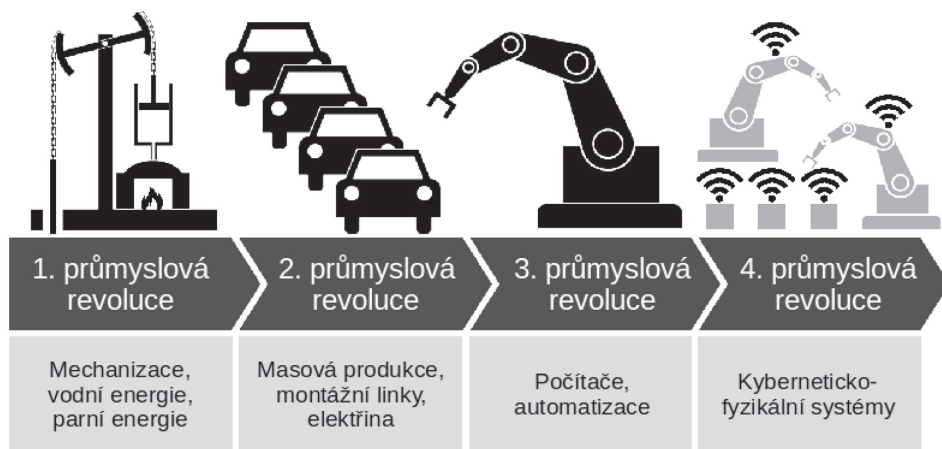 1. průmyslová
revoluce
2. průmyslová
revoluce
3. průmyslová
revoluce
4. průmyslová
revoluce
Mechanizace,
vodní energie,
parní energie
Masová produkce,
montážní linky,
elektřina
Počítače,
automatizace
Kyberneticko-
fyzikální systémy